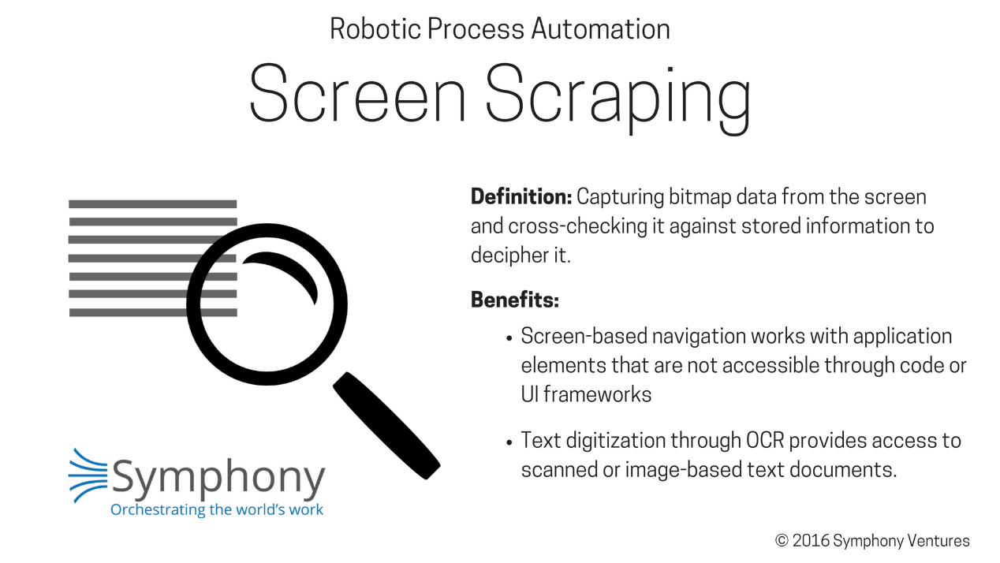 Robotic Process Automation
Screen Scraping
Definition: Capturing bitmap data from the screen
and cross-checking it against stored information to
decipher it.
Benefits:
• Screen-based navigation works with application
elements that are not accessible through code or
UI frameworks
• Text digitization through OCR provides access to
scanned or image-based text documents.
Symphony
Orchestrating the world's work
© 2016 Symphony Ventures